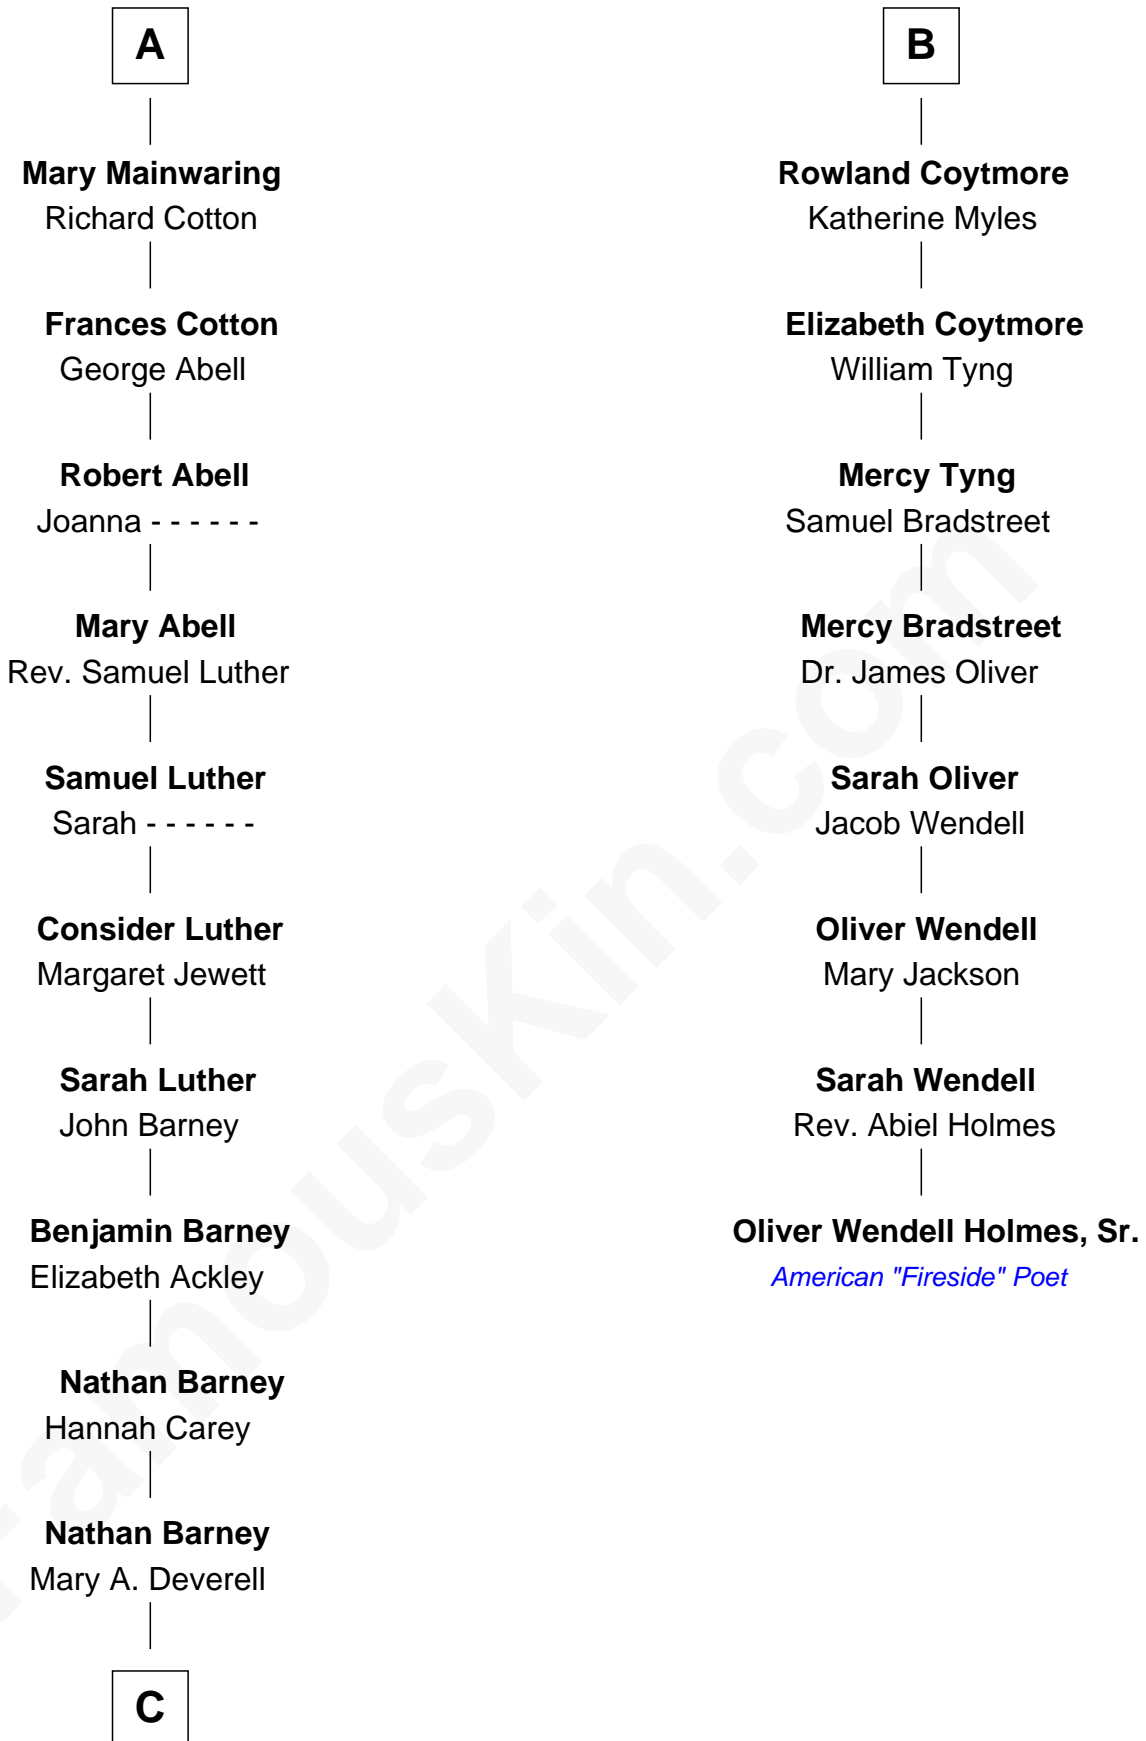 A
Mary Mainwaring
Richard Cotton
Frances Cotton
George Abell
Robert Abell
Joanna - - - - - -
Mary Abell
Rev. Samuel Luther
Samuel Luther
Sarah - - - - - -
Consider Luther
Margaret Jewett
Sarah Luther
John Barney
Benjamin Barney
Elizabeth Ackley
Nathan Barney
Hannah Carey
Nathan Barney
Mary A. Deverell
C
B
Rowland Coytmore
Katherine Myles
Elizabeth Coytmore
William Tyng
Mercy Tyng
Samuel Bradstreet
Mercy Bradstreet
Dr. James Oliver
Sarah Oliver
Jacob Wendell
Oliver Wendell
Mary Jackson
Sarah Wendell
Rev. Abiel Holmes
Oliver Wendell Holmes, Sr.
American "Fireside" Poet
FamousKin.com